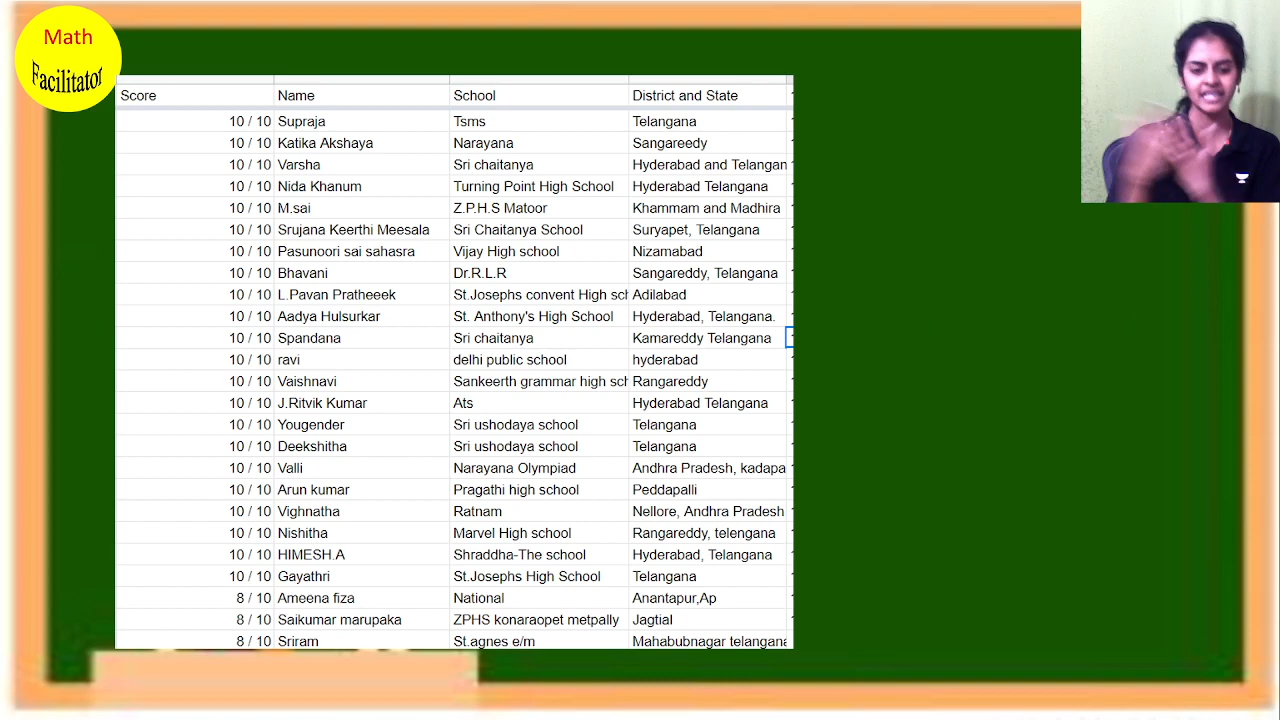 Math
Facilitator
Score Name School District and State
10 / 10 Supraja Tsms Telangana
10 / 10 Katika Akshaya Narayana Sangareedy
10 / 10 Varsha Sri chaitanya Hyderabad and Telangan
10 / 10 Nida Khanum Turning Point High School Hyderabad Telangana
10 / 10 M.sai Z.P.H.S Matoor Khammam and Madhira
10 / 10 Srujana Keerthi Meesala Sri Chaitanya School Suryapet, Telangana
10 / 10 Pasunoori sai sahasra Vijay High school Nizamabad
10 / 10 Bhavani Dr.R.L.R Sangareddy, Telangana
10 / 10 L.Pavan Pratheeek St.Josephs convent High sch Adilabad
10 / 10 Aadya Hulsurkar St. Anthony's High School Hyderabad, Telangana.
10 / 10 Spandana Sri chaitanya Kamareddy Telangana
10 / 10 ravi delhi public school hyderabad
10 / 10 Vaishnavi Sankeerth grammar high sch Rangareddy
10 / 10 J.Ritvik Kumar Ats Hyderabad Telangana
10 / 10 Yougender Sri ushodaya school Telangana
10 / 10 Deekshitha Sri ushodaya school Telangana
10 / 10 Valli Narayana Olympiad Andhra Pradesh, kadapa
10 / 10 Arun kumar Pragathi high school Peddapalli
10 / 10 Vighnatha Ratnam Nellore, Andhra Pradesh
10 / 10 Nishitha Marvel High school Rangareddy, telengana
10 / 10 HIMESH.A Shraddha-The school Hyderabad, Telangana
10 / 10 Gayathri St.Josephs High School Telangana
8 / 10 Ameena fiza National Anantapur,Ap
8 / 10 Saikumar marupaka ZPHS konaraopet metpally Jagtial
8 / 10 Sriram St.agnes e/m Mahabubnagar telangana